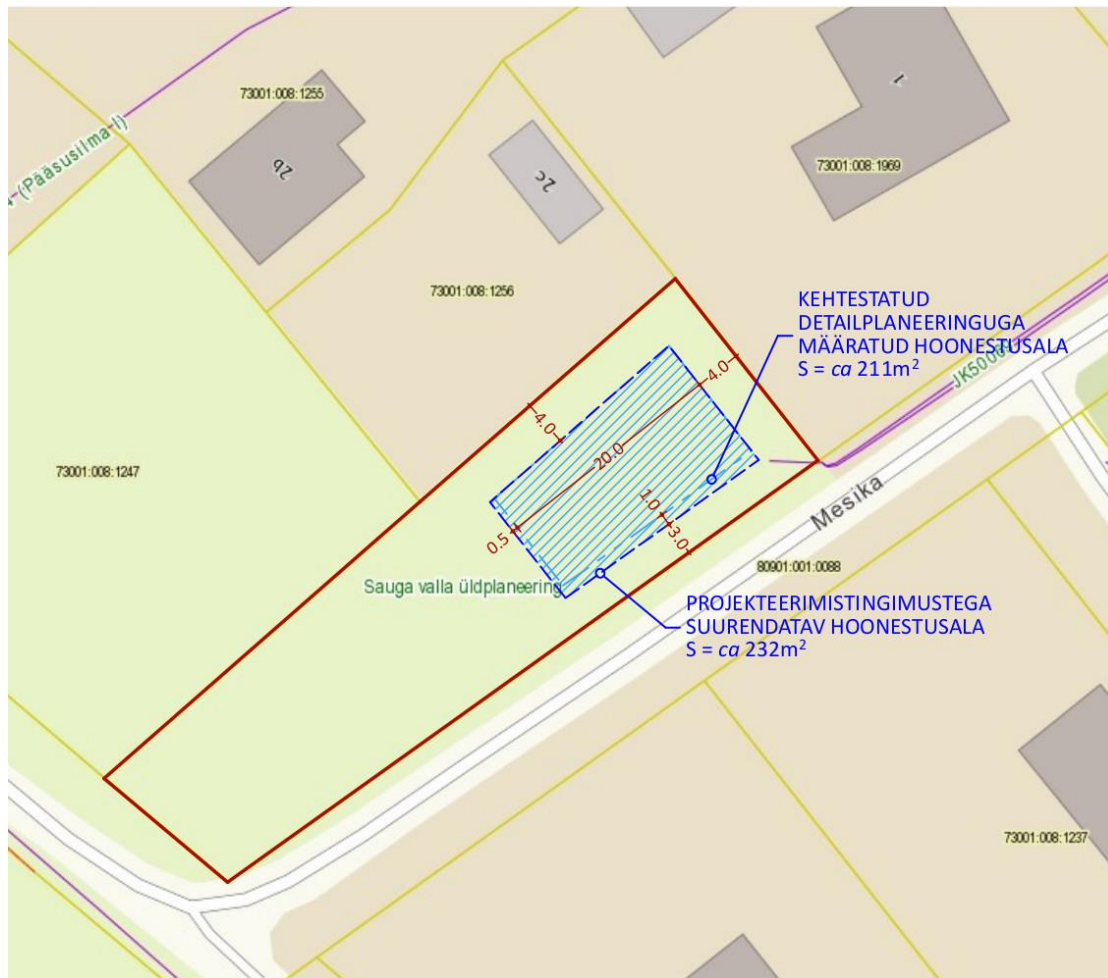 73001:008:1255
4 (Pääsusilma-I)
2b
2c
1
73001:008:1969
73001:008:1256
KEHTESTATUD
DETAILPLANEERINGUGA
MÄÄRATUD HOONESTUSALA
S = ca 211m²
4.0
4.0
20.0
73001:008:1247
1.0
3.0
0.5
Mesika
80901:001:0088
Sauga valla üldplaneering
PROJEKTEERIMISTINGIMUSTEGA
SUURENDATAV HOONESTUSALA
S = ca 232m²
73001:008:1237